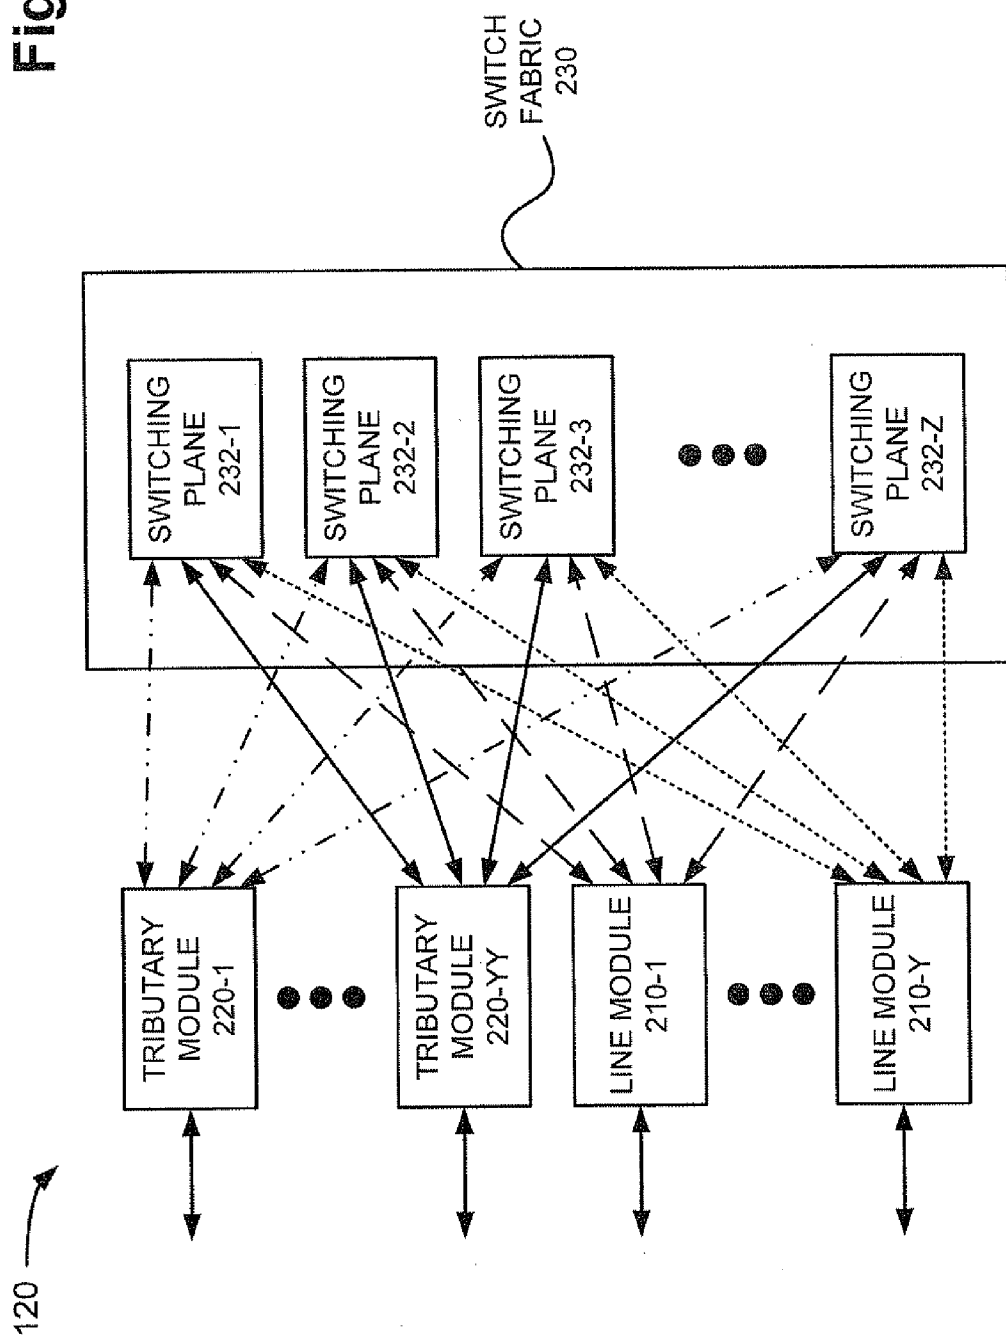 Fig
120
TRIBUTARY
MODULE
220-1
TRIBUTARY
MODULE
220-YY
LINE MODULE
210-1
LINE MODULE
210-Y
SWITCHING
PLANE
232-1
SWITCHING
PLANE
232-2
SWITCHING
PLANE
232-3
SWITCHING
PLANE
232-Z
SWITCH
FABRIC
230